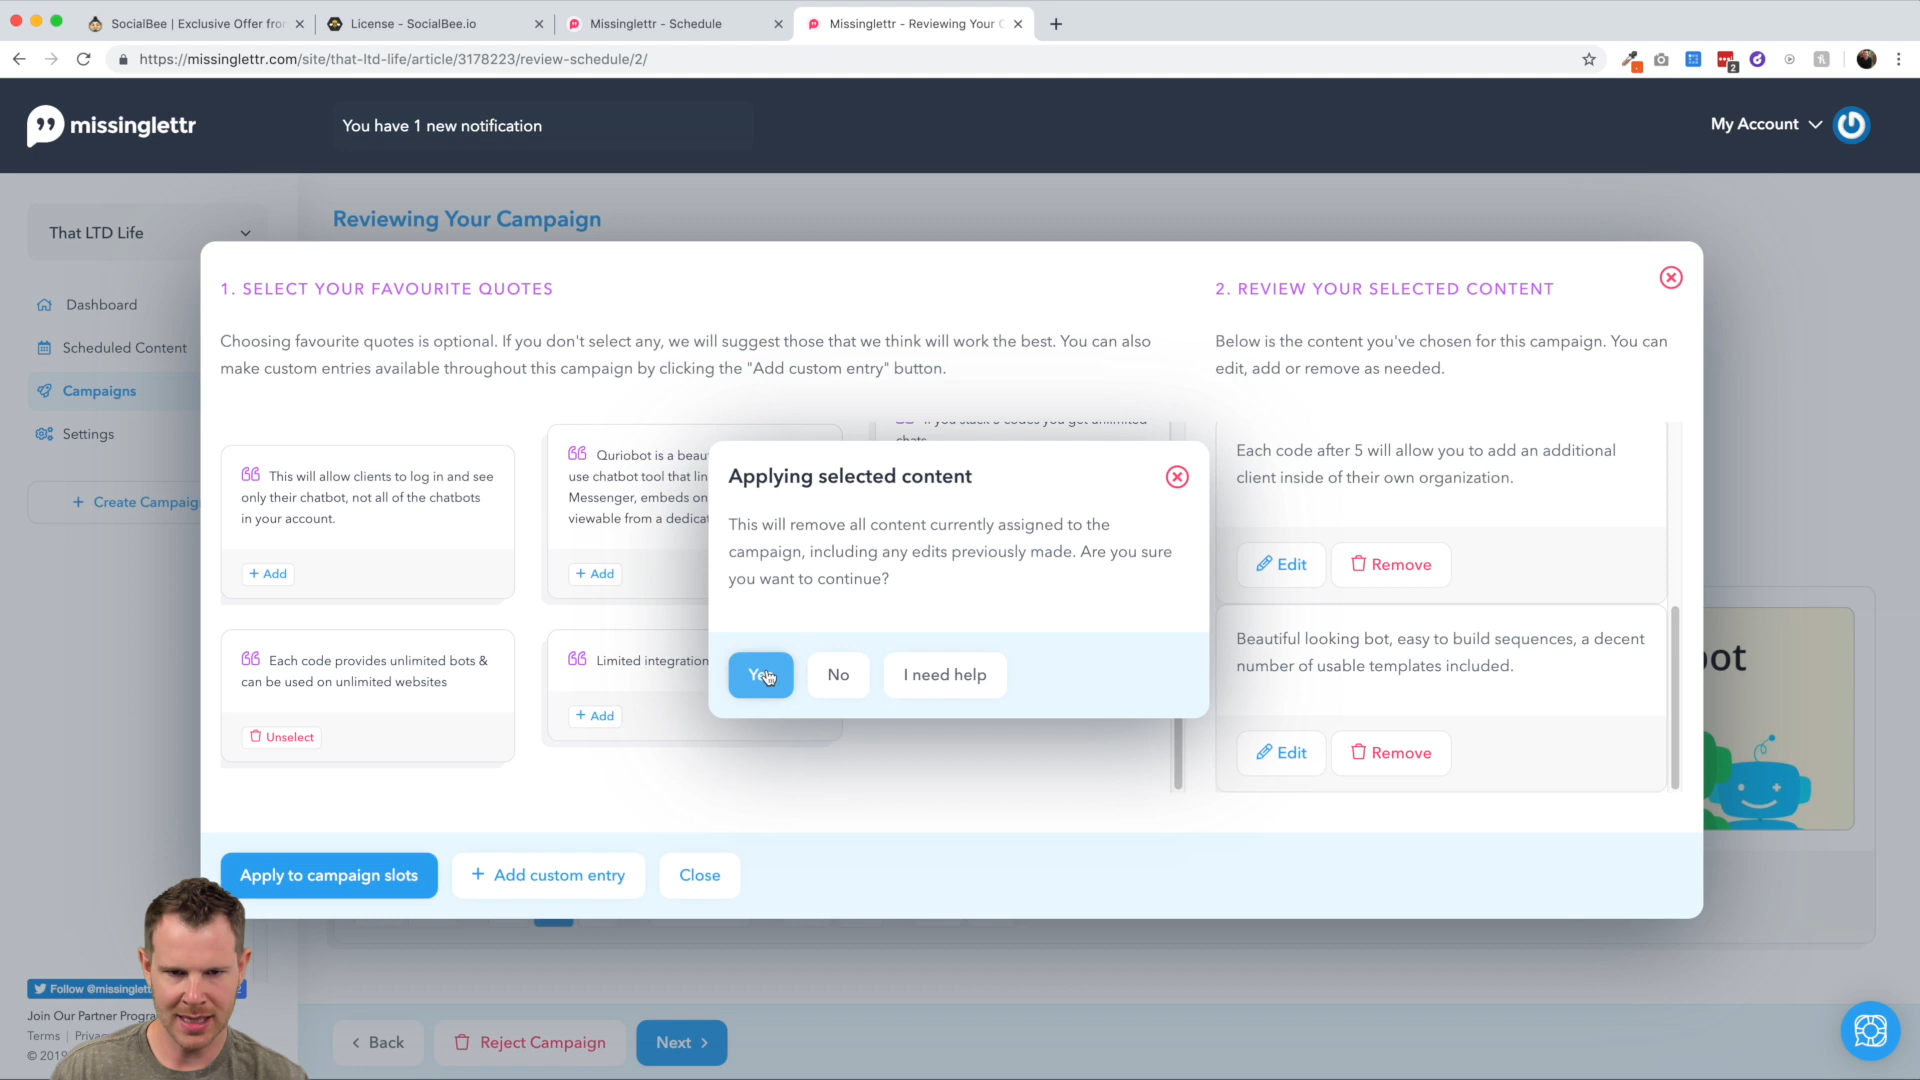 SocialBee | Exclusive Offer fro
License - SocialBee.io
Missinglettr - Schedule
Missinglettr - Reviewing Your C
https://missinglettr.com/site/that-ltd-life/article/3178223/review-schedule/2/
2
missinglettr
You have 1 new notification
My Account
That LTD Life
Reviewing Your Campaign
Dashboard
Scheduled Content
Campaigns
Settings
+ Create Campaig
1. SELECT YOUR FAVOURITE QUOTES
Choosing favourite quotes is optional. If you don't select any, we will suggest those that we think will work the best. You can also
make custom entries available throughout this campaign by clicking the "Add custom entry" button.
2. REVIEW YOUR SELECTED CONTENT
Below is the content you've chosen for this campaign. You can
edit, add or remove as needed.
This will allow clients to log in and see
only their chatbot, not all of the chatbots
in your account.
+ Add
Quriobot is a beau
use chatbot tool that lin
Messenger, embeds on
viewable from a dedicat
+ Add
Each code provides unlimited bots &
can be used on unlimited websites
Unselect
Limited integration
+ Add
Applying selected content
This will remove all content currently assigned to the
campaign, including any edits previously made. Are you sure
you want to continue?
Yes
No
I need help
Each code after 5 will allow you to add an additional
client inside of their own organization.
Edit
Remove
Beautiful looking bot, easy to build sequences, a decent
number of usable templates included.
Edit
Remove
bot
Apply to campaign slots
+ Add custom entry
Close
Follow @missinglett
Join Our Partner Progra
Terms | Priva
© 2019
< Back
Reject Campaign
Next >